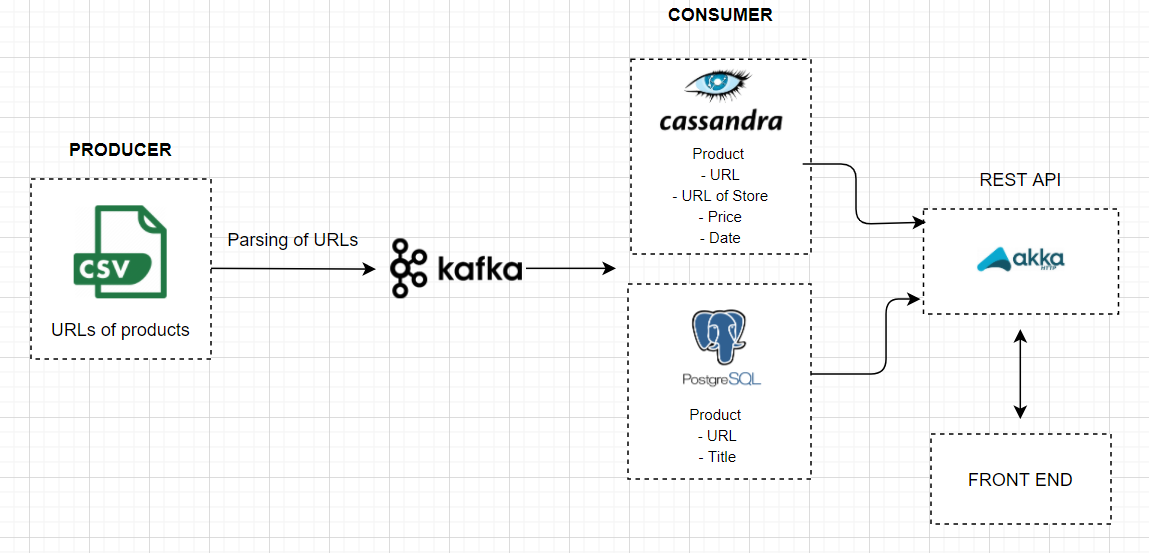 CONSUMER
cassandra
Product
- URL
- URL of Store
- Price
- Date
PRODUCER
CSV
URLs of products
Parsing of URLs
kafka
PostgreSQL
Product
- URL
- Title
REST API
akka
HTTP
FRONT END